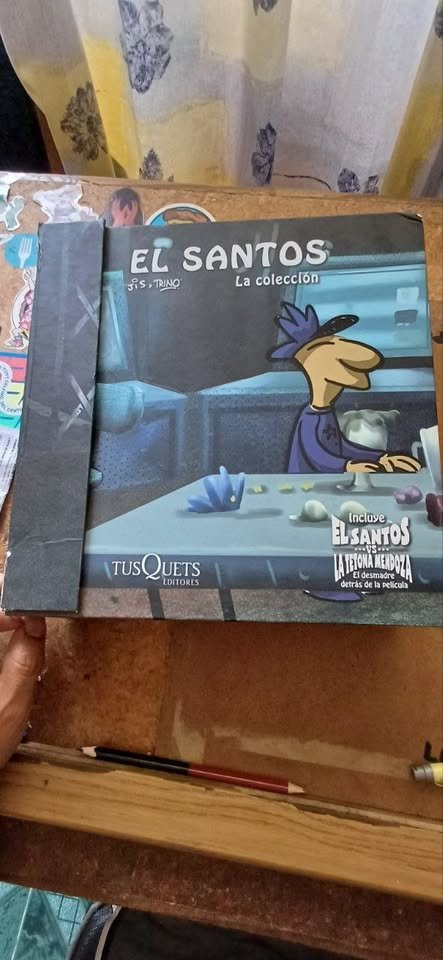 EL SANTOS
JIS Y TRINO
La colección
Incluye
EL SANTOS
VS
LA TETONA MENDOZA
El desmadre
detrás de la película
TUSQUETS
EDITORES